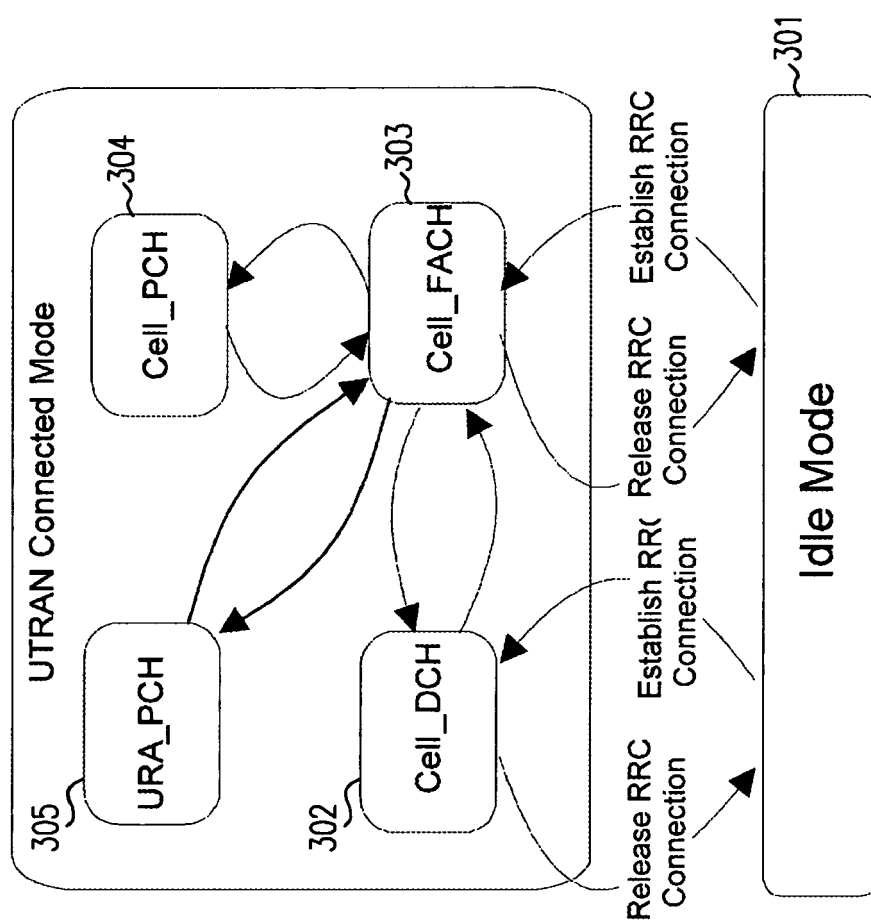 UTRAN Connected Mode
305
URA_PCH
304
Cell_PCH
302
Cell_DCH
303
Cell_FACH
Release RRC
Connection
Establish RR(
Connection
Release RRC
Connection
Establish RRC
Connection
301
Idle Mode